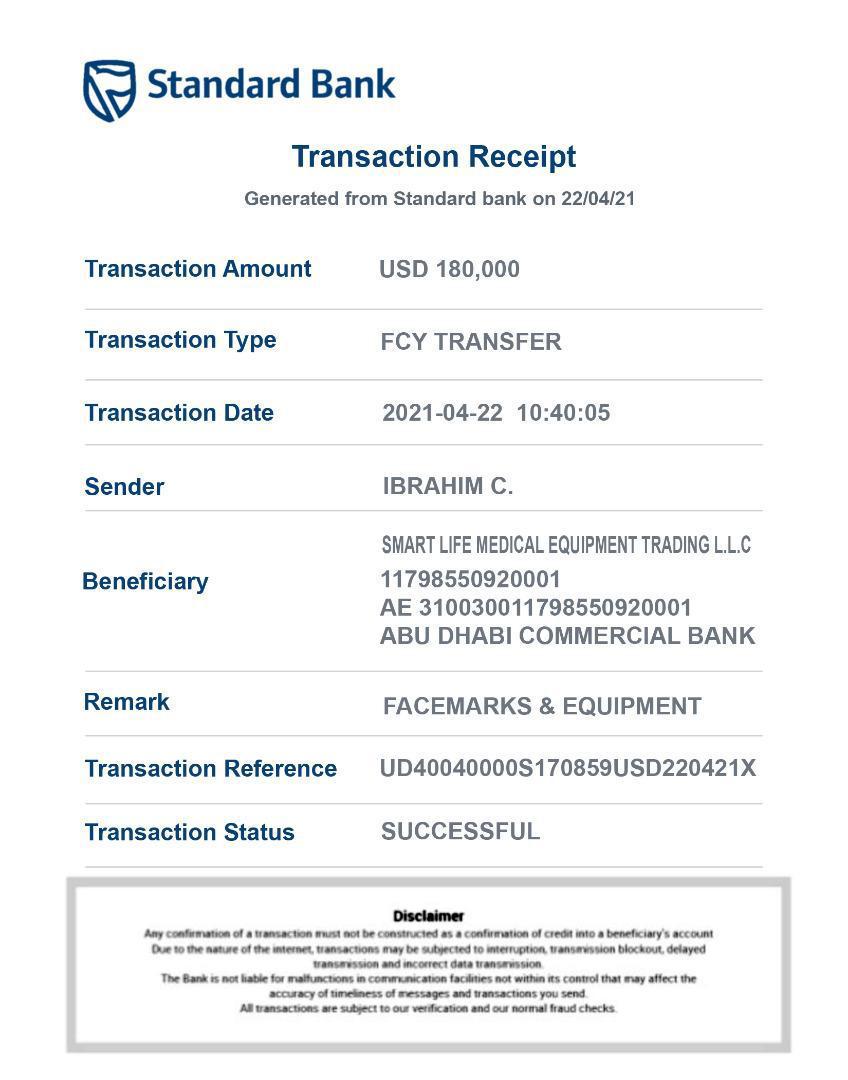 Standard Bank
Transaction Receipt
Generated from Standard bank on 22/04/21
Transaction Amount USD 180,000
Transaction Type FCY TRANSFER
Transaction Date 2021-04-22 10:40:05
Sender IBRAHIM C.
SMART LIFE MEDICAL EQUIPMENT TRADING L.L.C
Beneficiary 11798550920001
AE 310030011798550920001
ABU DHABI COMMERCIAL BANK
Remark FACEMARKS & EQUIPMENT
Transaction Reference UD40040000S170859USD220421X
Transaction Status SUCCESSFUL
Disclaimer
Any confirmation of a transaction must not be constructed as a confirmation of credit into a beneficiary's account
Due to the nature of the internet, transactions may be subjected to interruption, transmission blockout, delayed
transmission and incorrect data transmission.
The Bank is not liable for malfunctions in communication facilities not within its control that may affect the
accuracy of timeliness of messages and transactions you send.
All transactions are subject to our verification and our normal fraud checks.